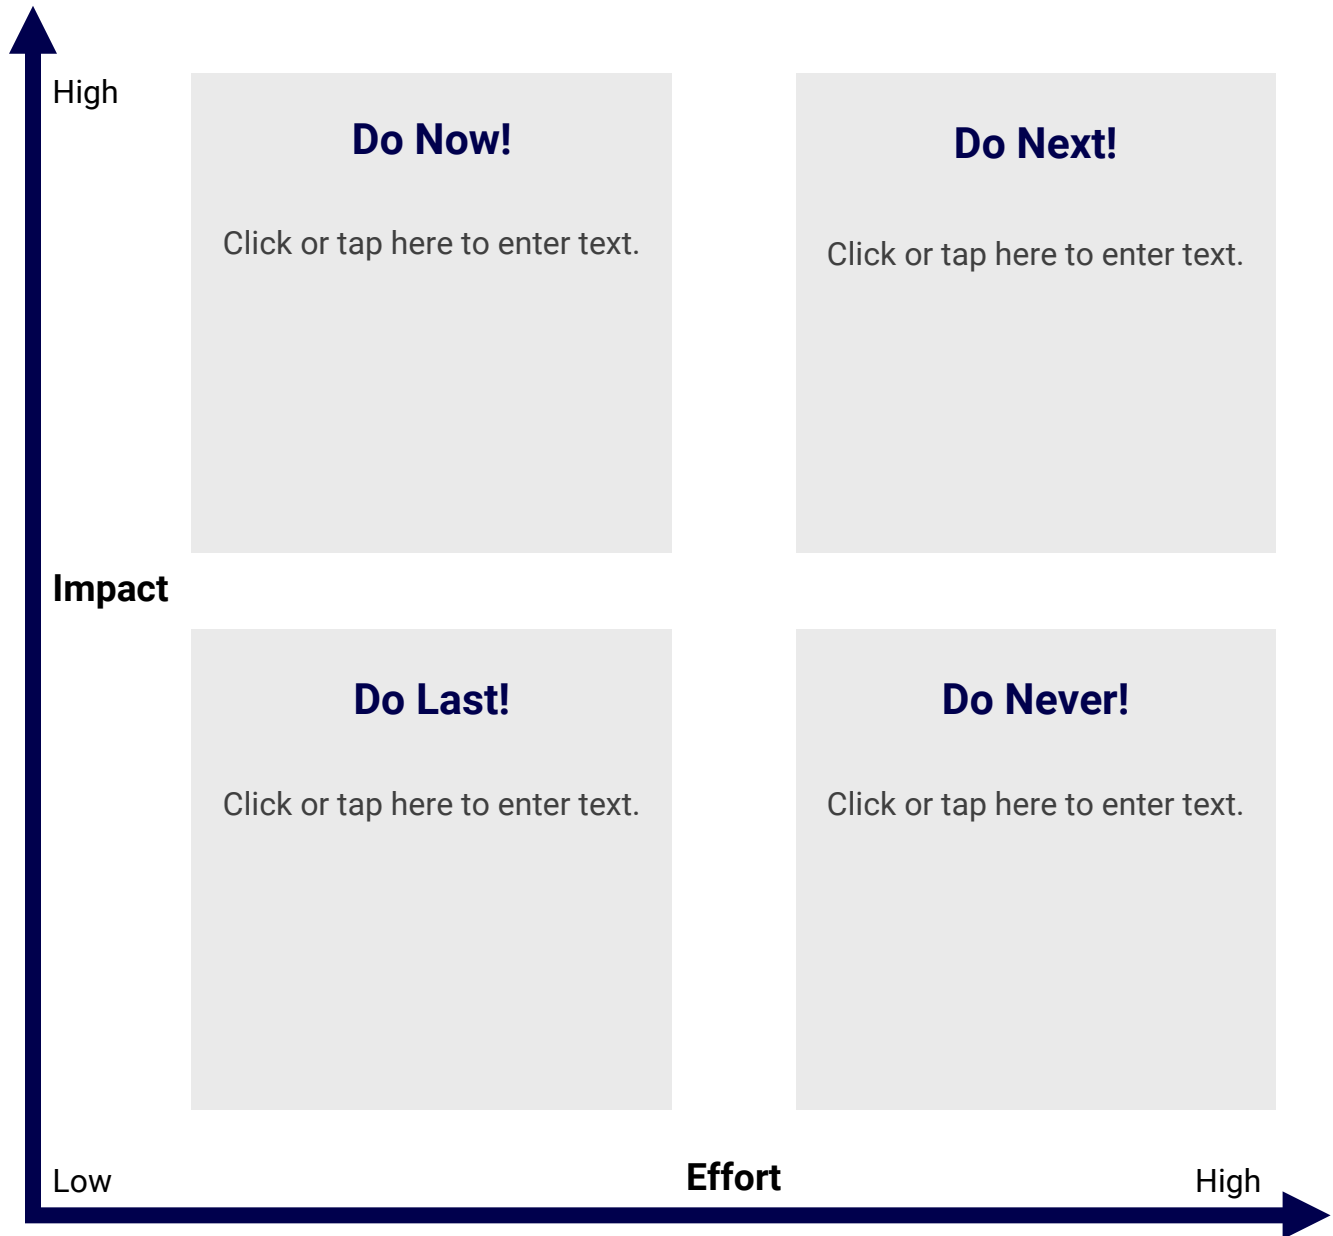 High
Do Now!
Do Next!
Click or tap here to enter text.
Click or tap here to enter text.
Impact
Do Last!
Do Never!
Click or tap here to enter text.
Click or tap here to enter text.
Low
Effort
High